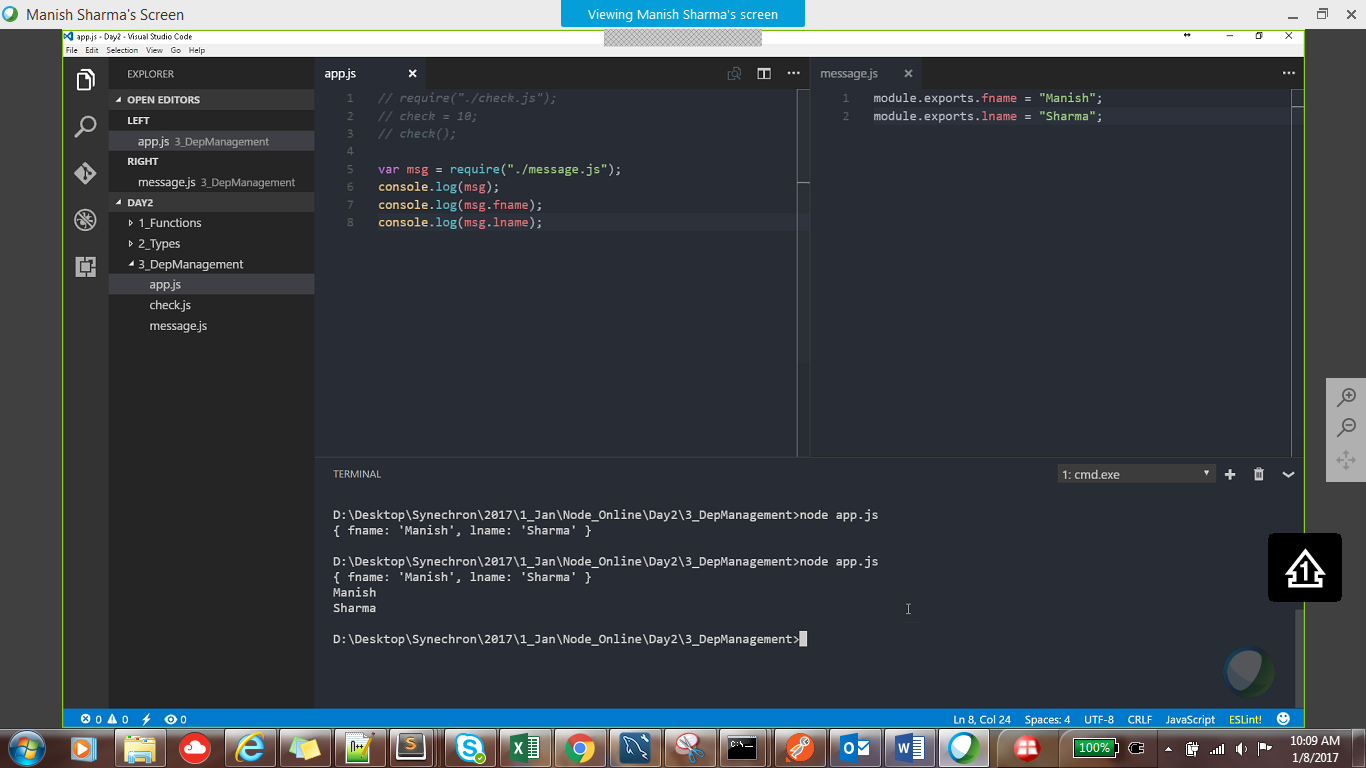 Manish Sharma's Screen
Viewing Manish Sharma's screen
app.js - Day2 - Visual Studio Code
File Edit Selection View Go Help
EXPLORER
OPEN EDITORS
LEFT
app.js 3_DepManagement
RIGHT
message.js 3_DepManagement
DAY2
1_Functions
2_Types
3_DepManagement
app.js
check.js
message.js
app.js
1 // require("./check.js");
2 // check = 10;
3 // check();
4
5 var msg = require("./message.js");
6 console.log(msg);
7 console.log(msg.fname);
8 console.log(msg.lname);
message.js
1 module.exports.fname = "Manish";
2 module.exports.lname = "Sharma";
TERMINAL
1: cmd.exe
D:\Desktop\Synechron\2017\1_Jan\Node_Online\Day2\3_DepManagement>node app.js
{ fname: 'Manish', lname: 'Sharma' }
D:\Desktop\Synechron\2017\1_Jan\Node_Online\Day2\3_DepManagement>node app.js
{ fname: 'Manish', lname: 'Sharma' }
Manish
Sharma
D:\Desktop\Synechron\2017\1_Jan\Node_Online\Day2\3_DepManagement>
1
0 0 0
Ln 8, Col 24 Spaces: 4 UTF-8 CRLF JavaScript ESLint!
100%
10:09 AM
1/8/2017